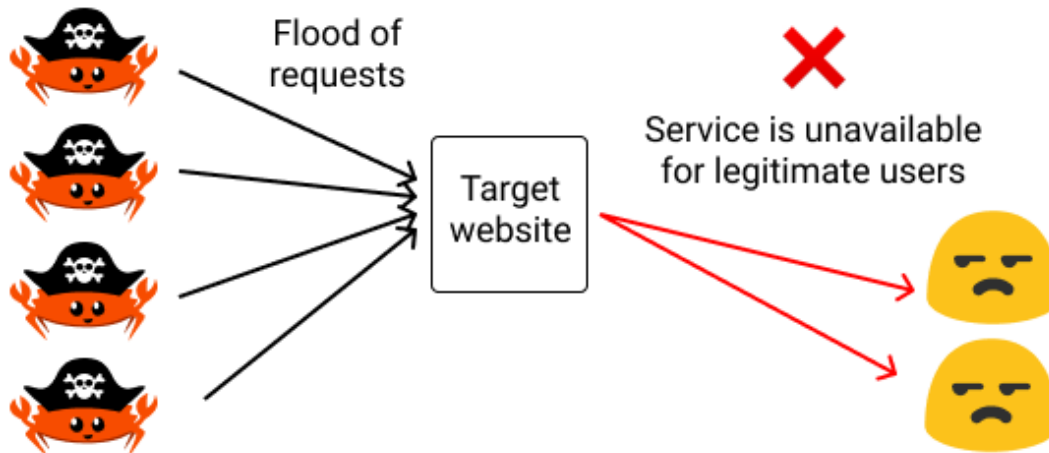 Flood of
requests
Target
website
Service is unavailable
for legitimate users